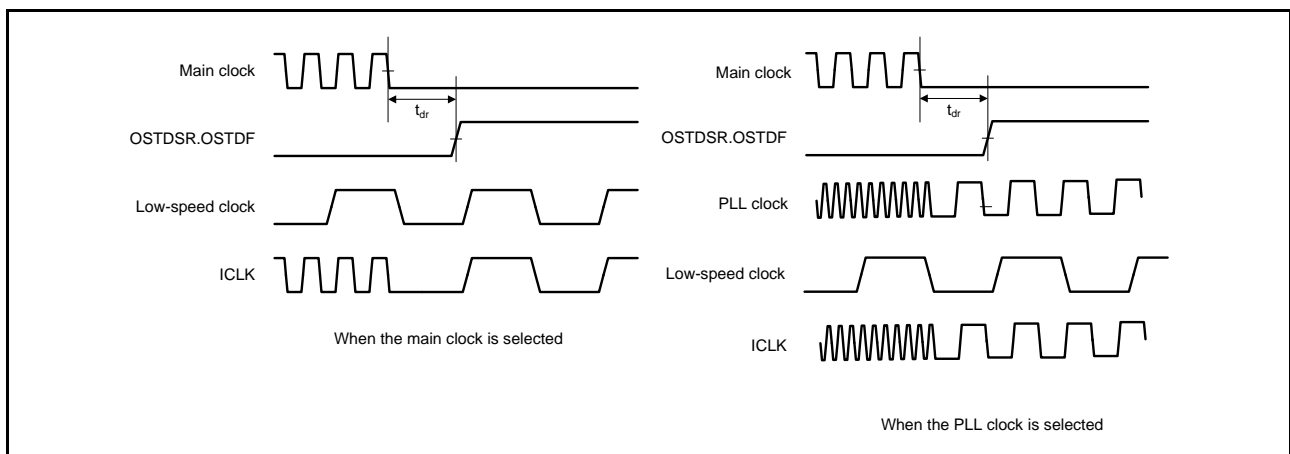 Main clock
t_dr
OSTDSR.OSTDF
Low-speed clock
ICLK
When the main clock is selected
Main clock
t_dr
OSTDSR.OSTDF
PLL clock
Low-speed clock
ICLK
When the PLL clock is selected